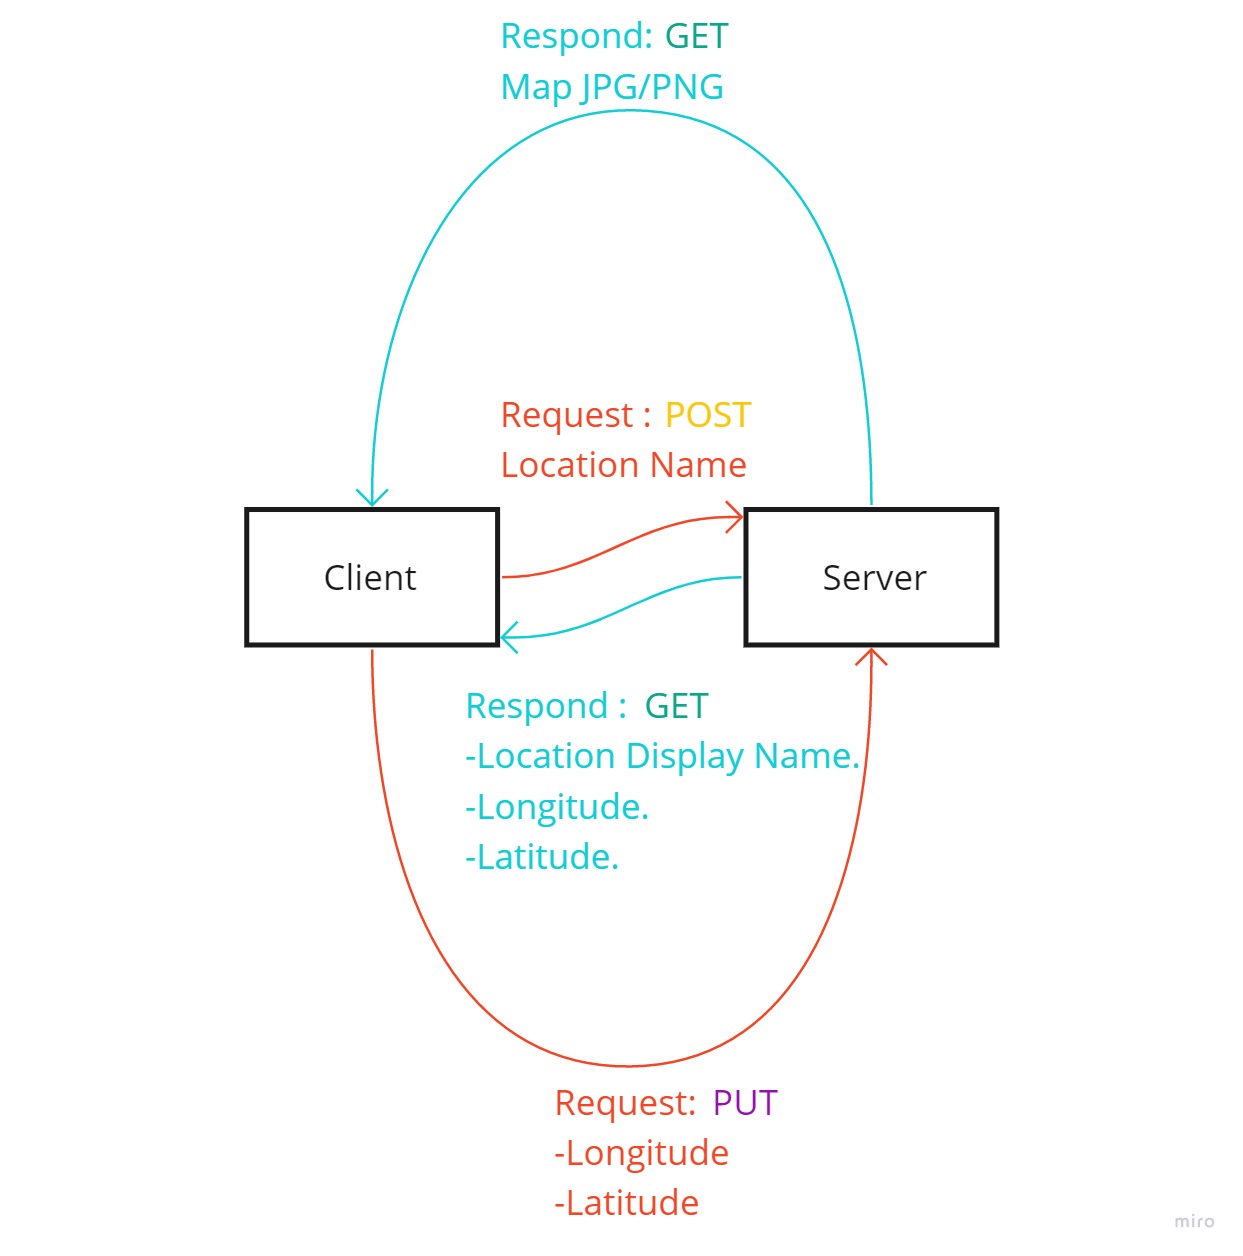 Respond: GET
Map JPG/PNG
Request : POST
Location Name
Client
Server
Respond : GET
-Location Display Name.
-Longitude.
-Latitude.
Request: PUT
-Longitude
-Latitude
miro